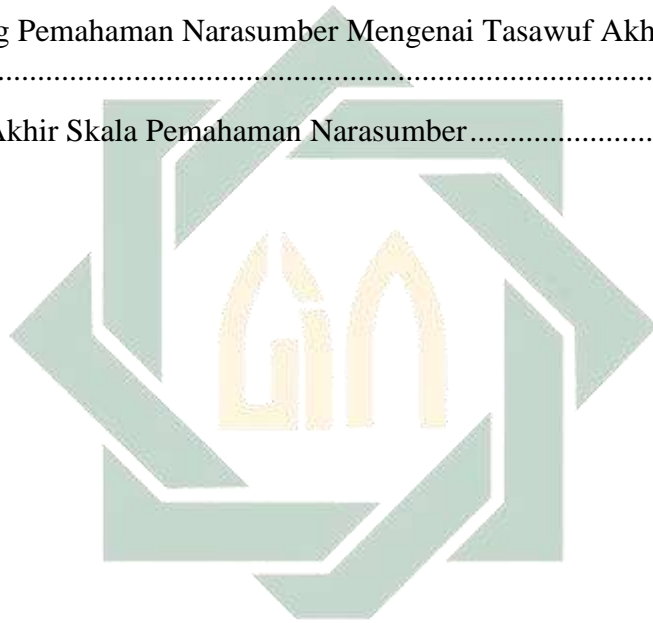 g Pemahaman Narasumber Mengenai Tasawuf Akh
................................................................................
Akhir Skala Pemahaman Narasumber.......................